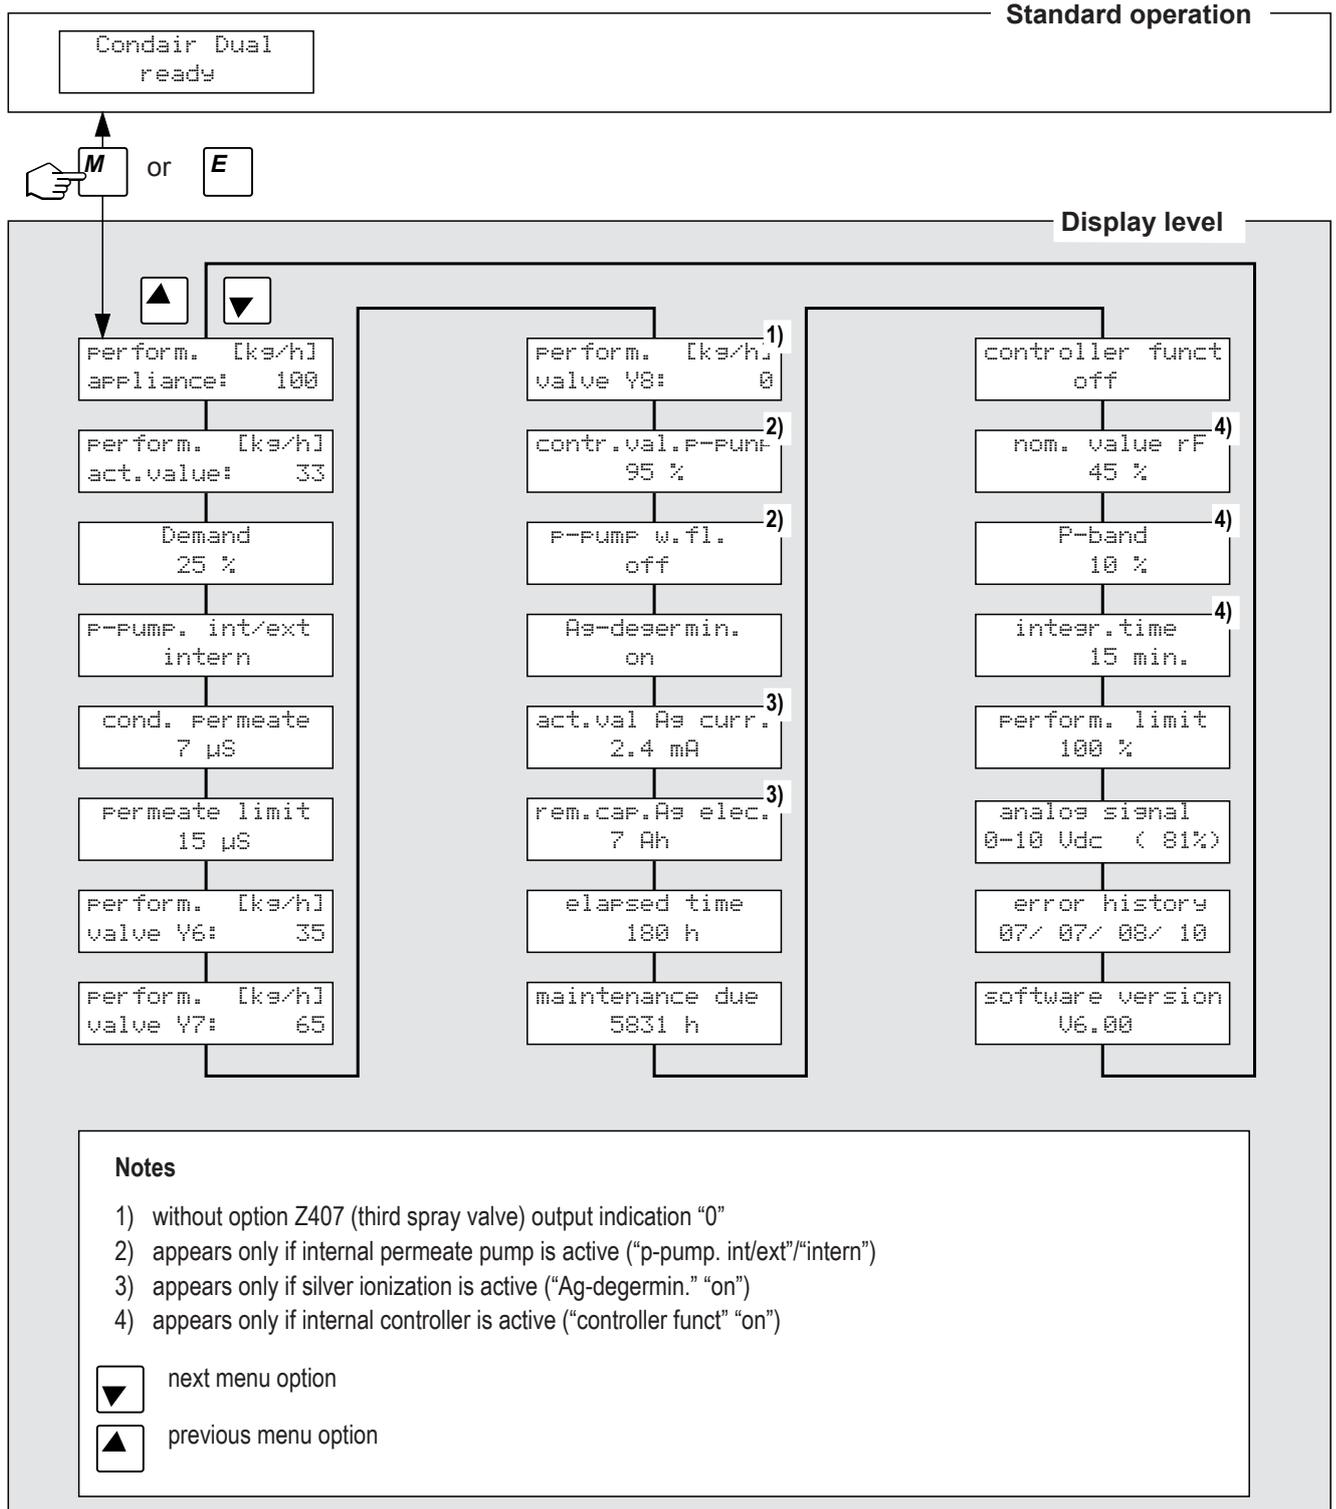 Standard operation
Condair Dual
ready
M or E
Display level
perform. [kg/h]
appliance: 100
perform. [kg/h]
act.value: 33
Demand
25 %
p-pump. int/ext
intern
cond. permeate
7 µS
permeate limit
15 µS
perform. [kg/h]
valve Y6: 35
perform. [kg/h]
valve Y7: 65
1)
perform. [kg/h]
valve Y8: 0
2)
contr.val.p-pump
95 %
2)
p-pump w.fl.
off
Ag-degermin.
on
3)
act.val Ag curr.
2.4 mA
3)
rem.cap.Ag elec.
7 Ah
elapsed time
180 h
maintenance due
5831 h
controller funct
off
4)
nom. value rF
45 %
4)
P-band
10 %
4)
integr.time
15 min.
perform. limit
100 %
analog signal
0-10 Vdc ( 81%)
error history
07/ 07/ 08/ 10
software version
V6.00
Notes
1) without option Z407 (third spray valve) output indication “0”
2) appears only if internal permeate pump is active (“p-pump. int/ext”/“intern”)
3) appears only if silver ionization is active (“Ag-degermin.” “on”)
4) appears only if internal controller is active (“controller funct” “on”)
next menu option
previous menu option